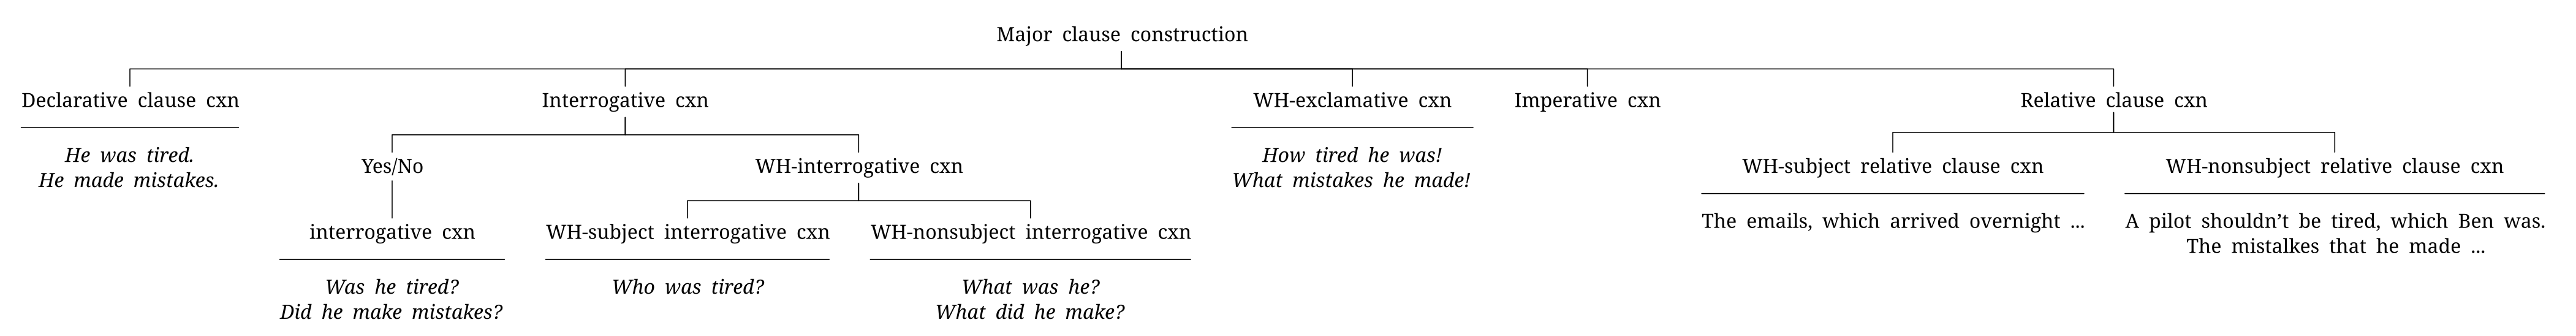 Major clause construction
Declarative clause cxn
Interrogative cxn
WH-exclamative cxn
Imperative cxn
Relative clause cxn
He was tired.
He made mistakes.
Yes/No
WH-interrogative cxn
How tired he was!
What mistakes he made!
WH-subject relative clause cxn
WH-nonsubject relative clause cxn
interrogative cxn
WH-subject interrogative cxn
WH-nonsubject interrogative cxn
The emails, which arrived overnight ...
A pilot shouldn’t be tired, which Ben was.
The mistalkes that he made ...
Was he tired?
Did he make mistakes?
Who was tired?
What was he?
What did he make?